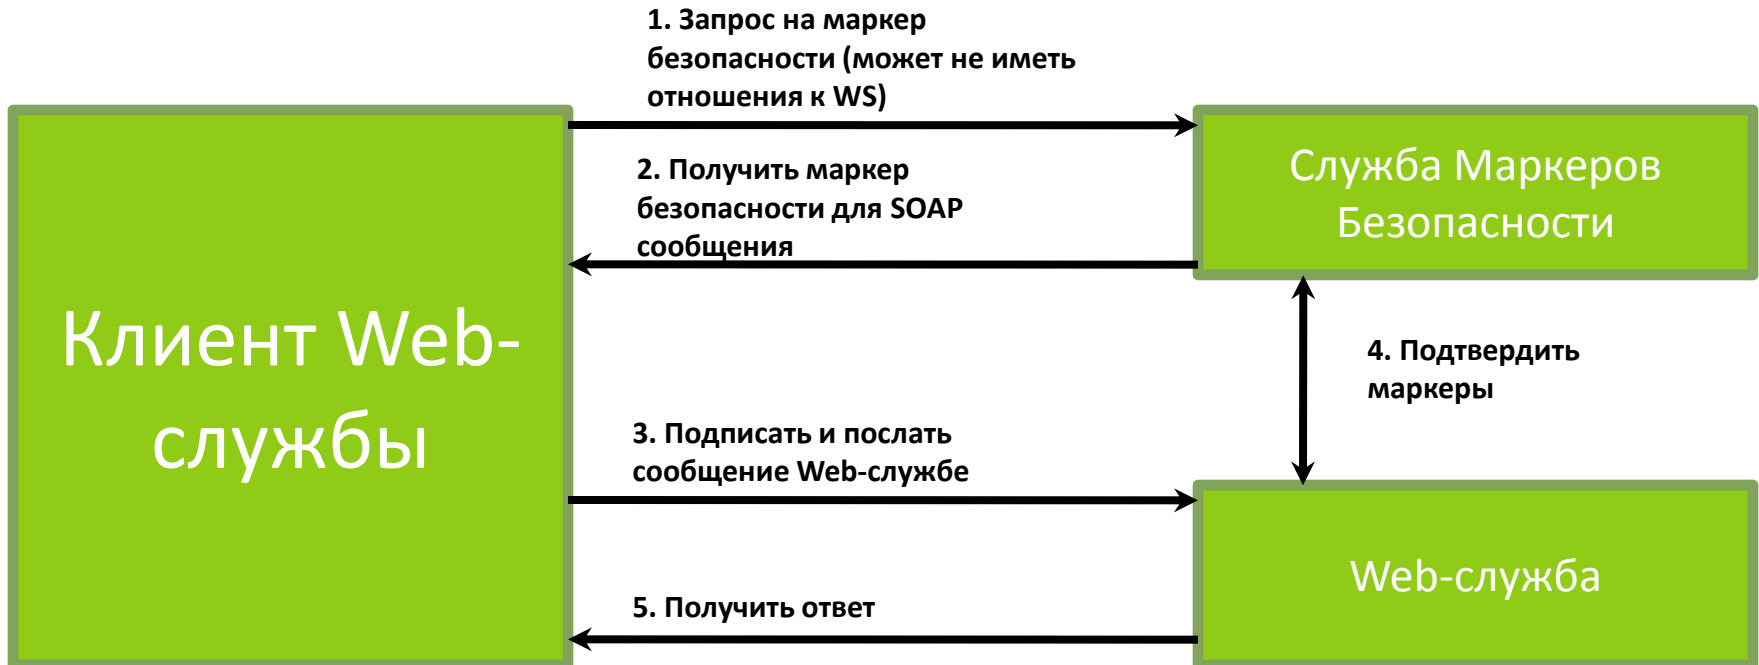 1. Запрос на маркер
безопасности (может не иметь
отношения к WS)
2. Получить маркер
безопасности для SOAP
сообщения
Служба Маркеров
Безопасности
Клиент Web-
службы
4. Подтвердить
маркеры
3. Подписать и послать
сообщение Web-службе
Web-служба
5. Получить ответ